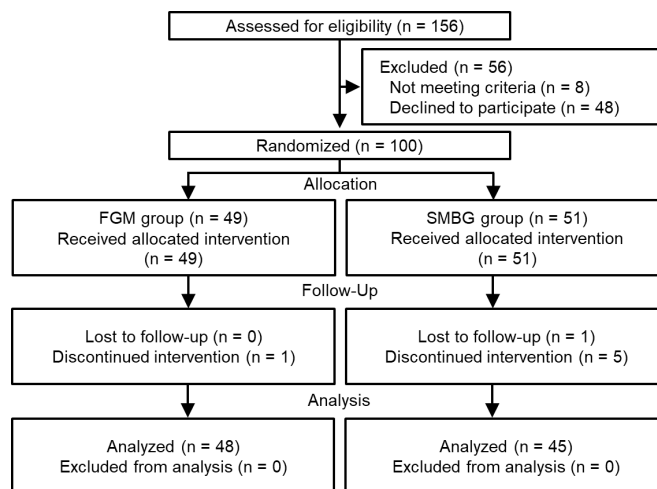 Assessed for eligibility (n = 156)
Excluded (n = 56)
Not meeting criteria (n = 8)
Declined to participate (n = 48)
Randomized (n = 100)
Allocation
FGM group (n = 49)
Received allocated intervention
(n = 49)
SMBG group (n = 51)
Received allocated intervention
(n = 51)
Follow-Up
Lost to follow-up (n = 0)
Discontinued intervention (n = 1)
Lost to follow-up (n = 1)
Discontinued intervention (n = 5)
Analysis
Analyzed (n = 48)
Excluded from analysis (n = 0)
Analyzed (n = 45)
Excluded from analysis (n = 0)